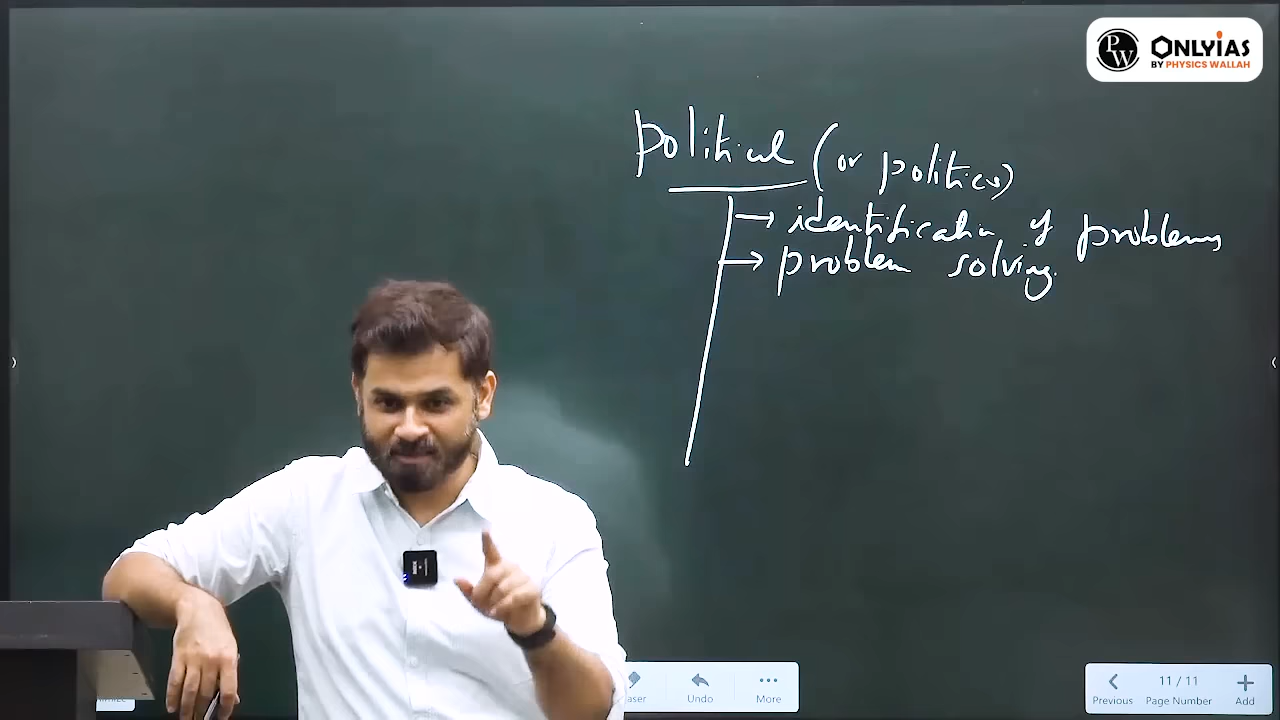 PW ONLYIAS
BY PHYSICS WALLAH
Political (or politics)
→ identification of problems
→ problem solving.
Undo
More
Previous
11 / 11
Page Number
Add